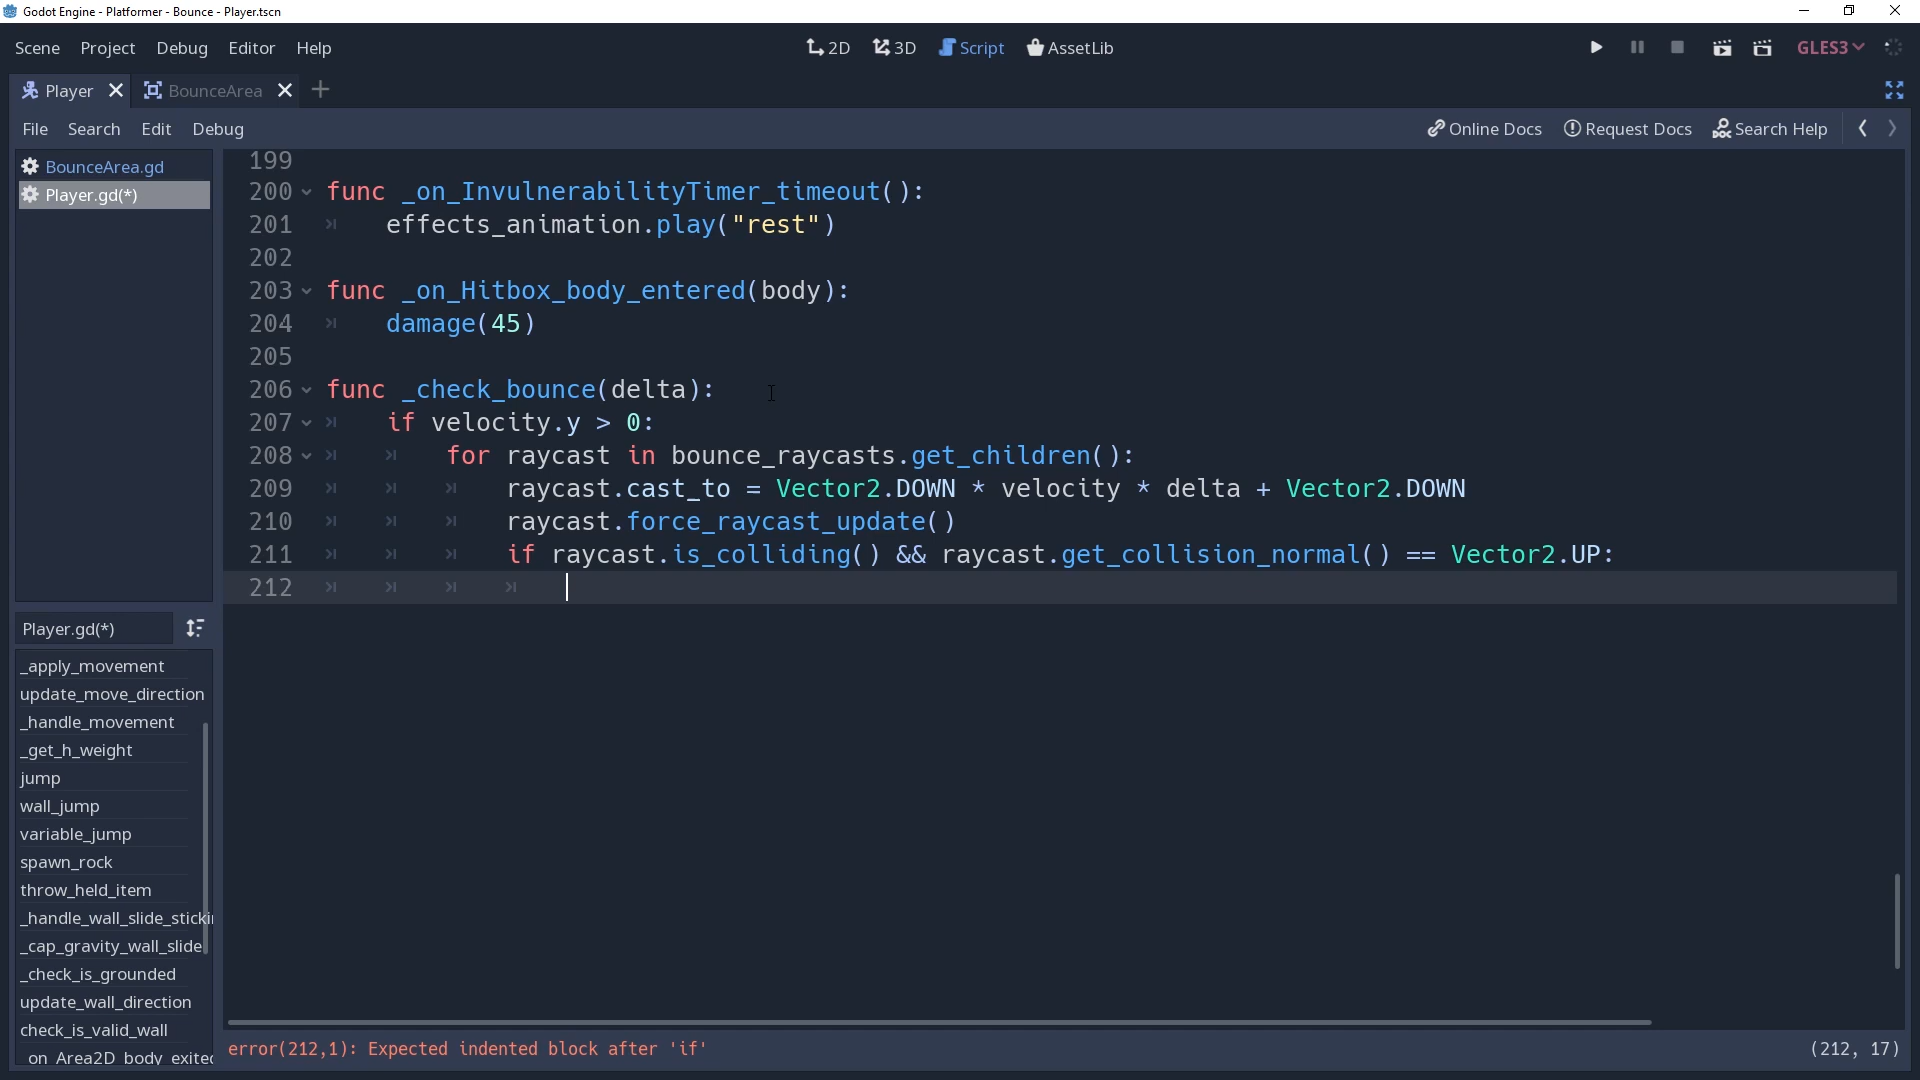 Godot Engine - Platformer - Bounce - Player.tscn
Scene Project Debug Editor Help
2D 3D Script AssetLib
GLES3
Player BounceArea
File Search Edit Debug
Online Docs Request Docs Search Help
BounceArea.gd
Player.gd(*)
199
200 func _on_InvulnerabilityTimer_timeout():
201 effects_animation.play("rest")
202
203 func _on_Hitbox_body_entered(body):
204 damage(45)
205
206 func _check_bounce(delta):
207 if velocity.y > 0:
208 for raycast in bounce_raycasts.get_children():
209 raycast.cast_to = Vector2.DOWN * velocity * delta + Vector2.DOWN
210 raycast.force_raycast_update()
211 if raycast.is_colliding() && raycast.get_collision_normal() == Vector2.UP:
212
Player.gd(*)
_apply_movement
update_move_direction
_handle_movement
_get_h_weight
jump
wall_jump
variable_jump
spawn_rock
throw_held_item
_handle_wall_slide_stickin
_cap_gravity_wall_slide
_check_is_grounded
update_wall_direction
check_is_valid_wall
_on_Area2D_body_exited
error(212,1): Expected indented block after 'if'
(212, 17)